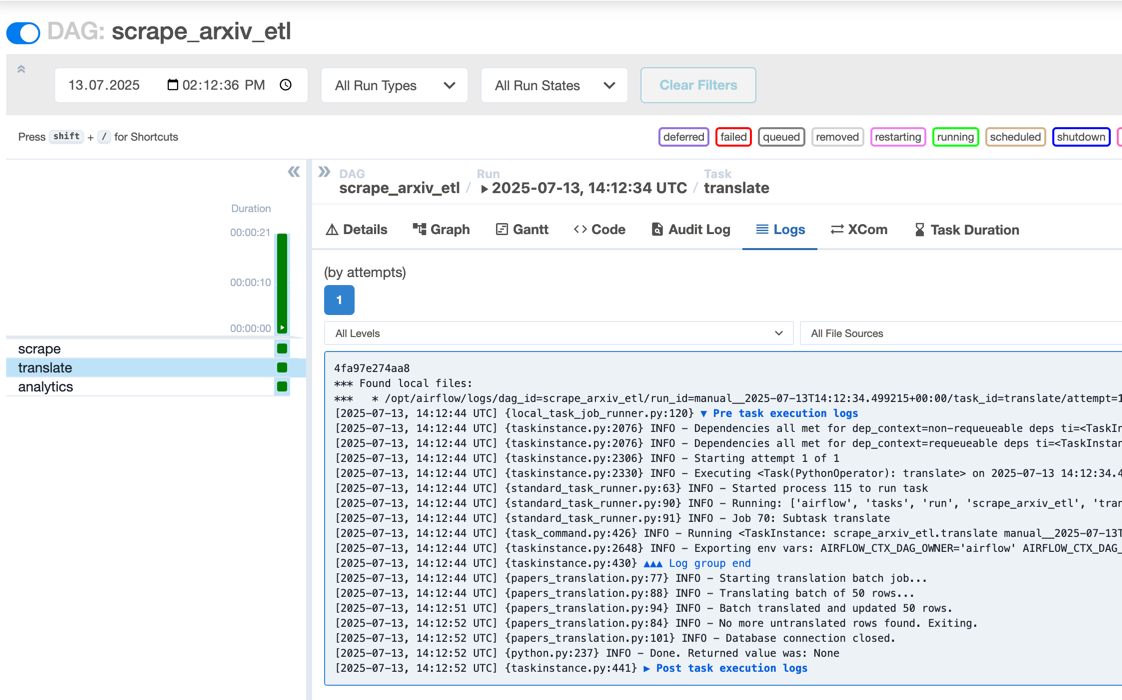 DAG: scrape_arxiv_etl
13.07.2025 02:12:36 PM All Run Types All Run States Clear Filters
Press shift + / for Shortcuts
deferred failed queued removed restarting running scheduled shutdown
DAG Run Task
scrape_arxiv_etl / 2025-07-13, 14:12:34 UTC / translate
Duration
00:00:21
00:00:10
00:00:00
scrape
translate
analytics
Details Graph Gantt Code Audit Log Logs XCom Task Duration
(by attempts)
1
All Levels All File Sources
4fa97e274aa8
*** Found local files:
***   * /opt/airflow/logs/dag_id=scrape_arxiv_etl/run_id=manual__2025-07-13T14:12:34.499215+00:00/task_id=translate/attempt=1
[2025-07-13, 14:12:44 UTC] {local_task_job_runner.py:120} ▼ Pre task execution logs
[2025-07-13, 14:12:44 UTC] {taskinstance.py:2076} INFO - Dependencies all met for dep_context=non-requeueable deps ti=<TaskIn
[2025-07-13, 14:12:44 UTC] {taskinstance.py:2076} INFO - Dependencies all met for dep_context=requeueable deps ti=<TaskInstan
[2025-07-13, 14:12:44 UTC] {taskinstance.py:2306} INFO - Starting attempt 1 of 1
[2025-07-13, 14:12:44 UTC] {taskinstance.py:2330} INFO - Executing <Task(PythonOperator): translate> on 2025-07-13 14:12:34.4
[2025-07-13, 14:12:44 UTC] {standard_task_runner.py:63} INFO - Started process 115 to run task
[2025-07-13, 14:12:44 UTC] {standard_task_runner.py:90} INFO - Running: ['airflow', 'tasks', 'run', 'scrape_arxiv_etl', 'tran
[2025-07-13, 14:12:44 UTC] {standard_task_runner.py:91} INFO - Job 70: Subtask translate
[2025-07-13, 14:12:44 UTC] {task_command.py:426} INFO - Running <TaskInstance: scrape_arxiv_etl.translate manual__2025-07-13T
[2025-07-13, 14:12:44 UTC] {taskinstance.py:2648} INFO - Exporting env vars: AIRFLOW_CTX_DAG_OWNER='airflow' AIRFLOW_CTX_DAG_
[2025-07-13, 14:12:44 UTC] {taskinstance.py:430} ▲▲▲ Log group end
[2025-07-13, 14:12:44 UTC] {papers_translation.py:77} INFO - Starting translation batch job...
[2025-07-13, 14:12:44 UTC] {papers_translation.py:88} INFO - Translating batch of 50 rows...
[2025-07-13, 14:12:51 UTC] {papers_translation.py:94} INFO - Batch translated and updated 50 rows.
[2025-07-13, 14:12:52 UTC] {papers_translation.py:84} INFO - No more untranslated rows found. Exiting.
[2025-07-13, 14:12:52 UTC] {papers_translation.py:101} INFO - Database connection closed.
[2025-07-13, 14:12:52 UTC] {python.py:237} INFO - Done. Returned value was: None
[2025-07-13, 14:12:52 UTC] {taskinstance.py:441} ▶ Post task execution logs